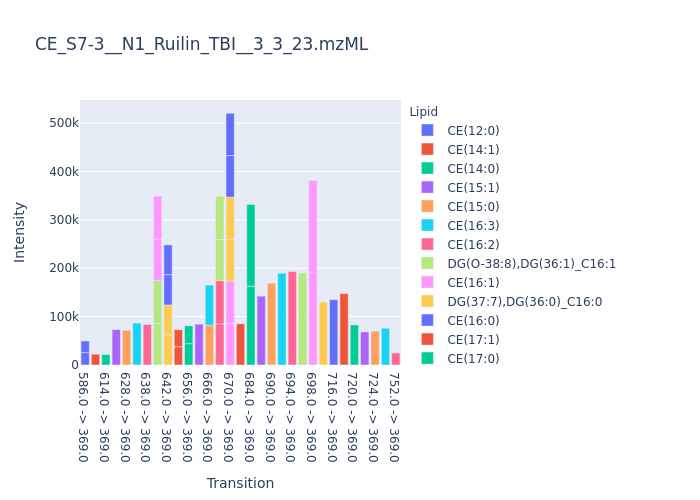 CE_S7-3__N1_Ruilin_TBI__3_3_23.mzML
Lipid
CE(12:0)
CE(14:1)
CE(14:0)
CE(15:1)
CE(15:0)
CE(16:3)
CE(16:2)
DG(O-38:8),DG(36:1)_C16:1
CE(16:1)
DG(37:7),DG(36:0)_C16:0
CE(16:0)
CE(17:1)
CE(17:0)
Intensity
500k
400k
300k
200k
100k
0
586.0 -> 369.0
614.0 -> 369.0
628.0 -> 369.0
638.0 -> 369.0
642.0 -> 369.0
656.0 -> 369.0
666.0 -> 369.0
670.0 -> 369.0
684.0 -> 369.0
690.0 -> 369.0
694.0 -> 369.0
698.0 -> 369.0
716.0 -> 369.0
720.0 -> 369.0
724.0 -> 369.0
752.0 -> 369.0
Transition